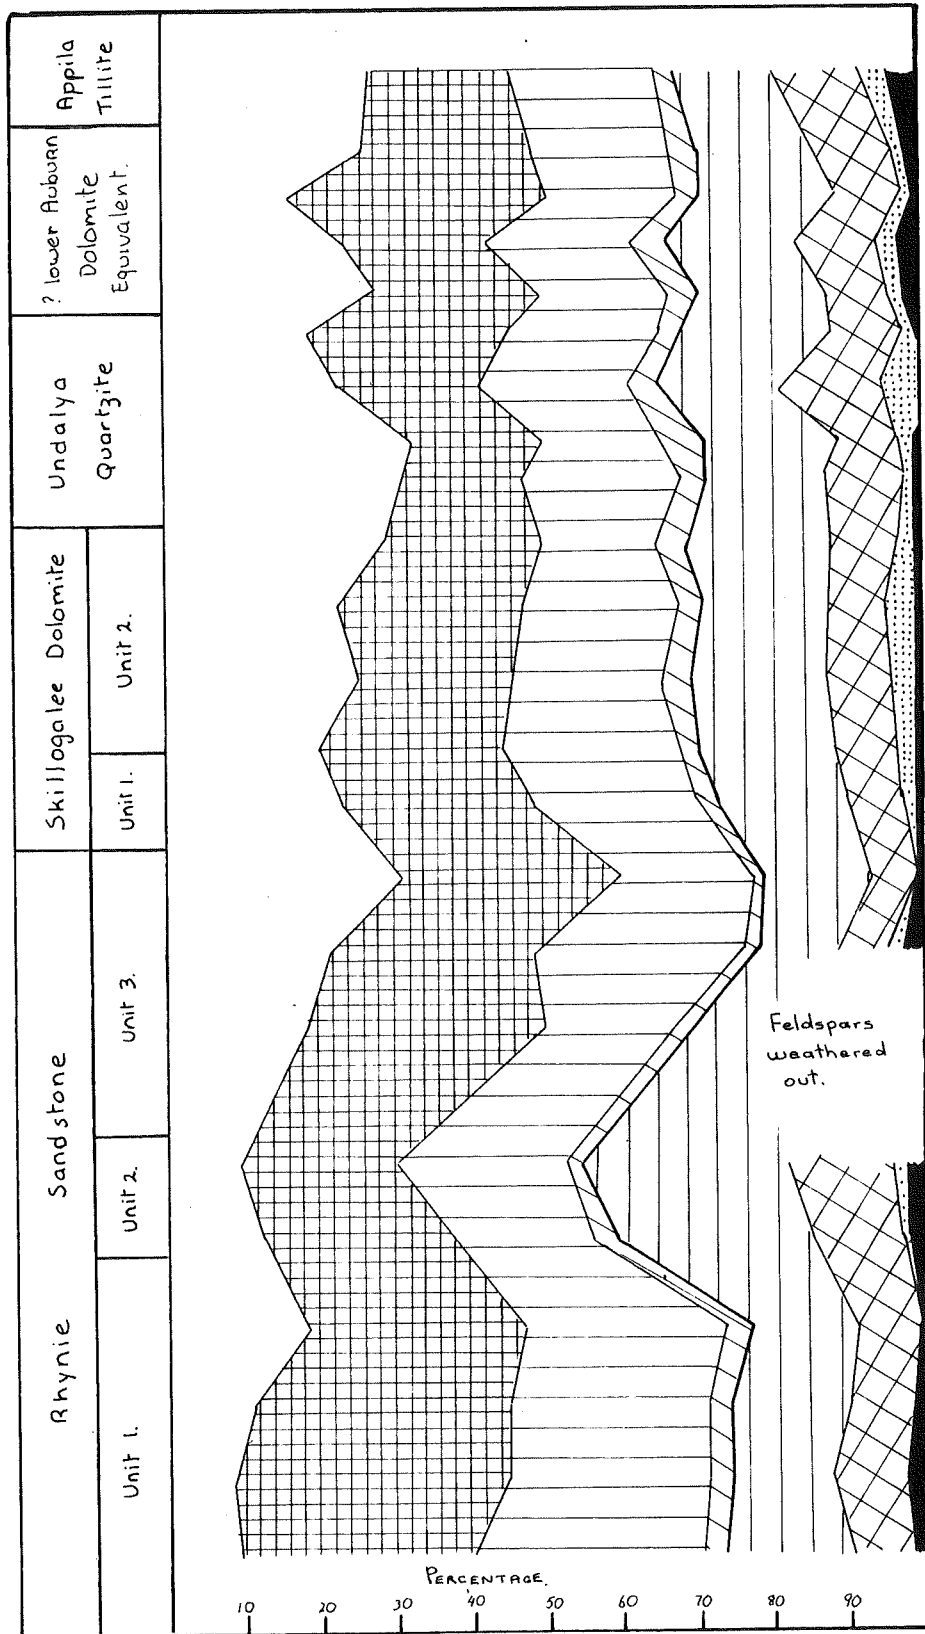 Appila
Tillite
? lower Auburn
Dolomite
Equivalent.
Undalya
Quartzite
Skillogalee Dolomite
Unit 2.
Unit 1.
Rhynie Sandstone
Unit 3.
Unit 2.
Unit 1.
Feldspars
weathered
out.
PERCENTAGE.
10 20 30 40 50 60 70 80 90